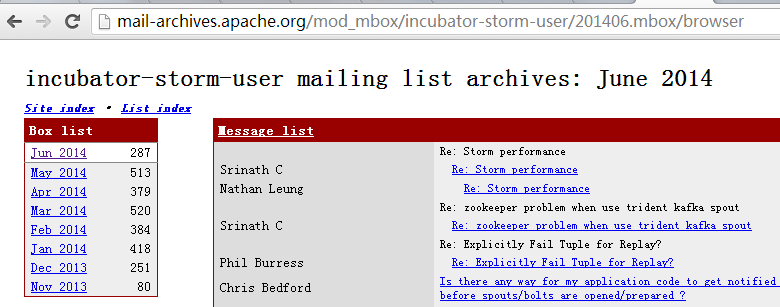 mail-archives.apache.org/mod_mbox/incubator-storm-user/201406.mbox/browser
incubator-storm-user mailing list archives: June 2014
Site index • List index
Box list
Jun 2014 287
May 2014 513
Apr 2014 379
Mar 2014 520
Feb 2014 384
Jan 2014 418
Dec 2013 251
Nov 2013 80
Message list
Re: Storm performance
Srinath C Re: Storm performance
Nathan Leung Re: Storm performance
Re: zookeeper problem when use trident kafka spout
Srinath C Re: zookeeper problem when use trident kafka spout
Re: Explicitly Fail Tuple for Replay?
Phil Burress Re: Explicitly Fail Tuple for Replay?
Chris Bedford Is there any way for my application code to get notified
before spouts/bolts are opened/prepared ?